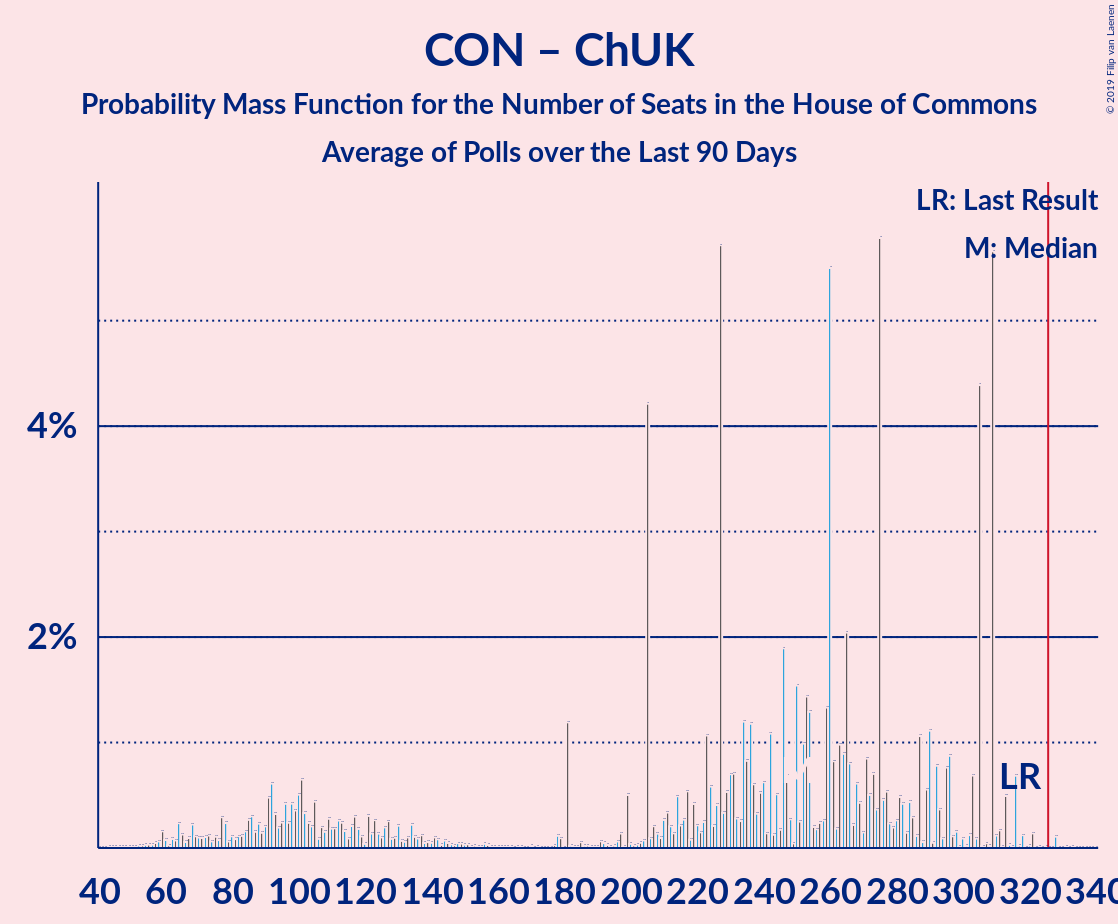 CON – ChUK
Probability Mass Function for the Number of Seats in the House of Commons
Average of Polls over the Last 90 Days
© 2019 Filip van Laenen
LR: Last Result
M: Median
4%
2%
LR
40 60 80 100 120 140 160 180 200 220 240 260 280 300 320 340